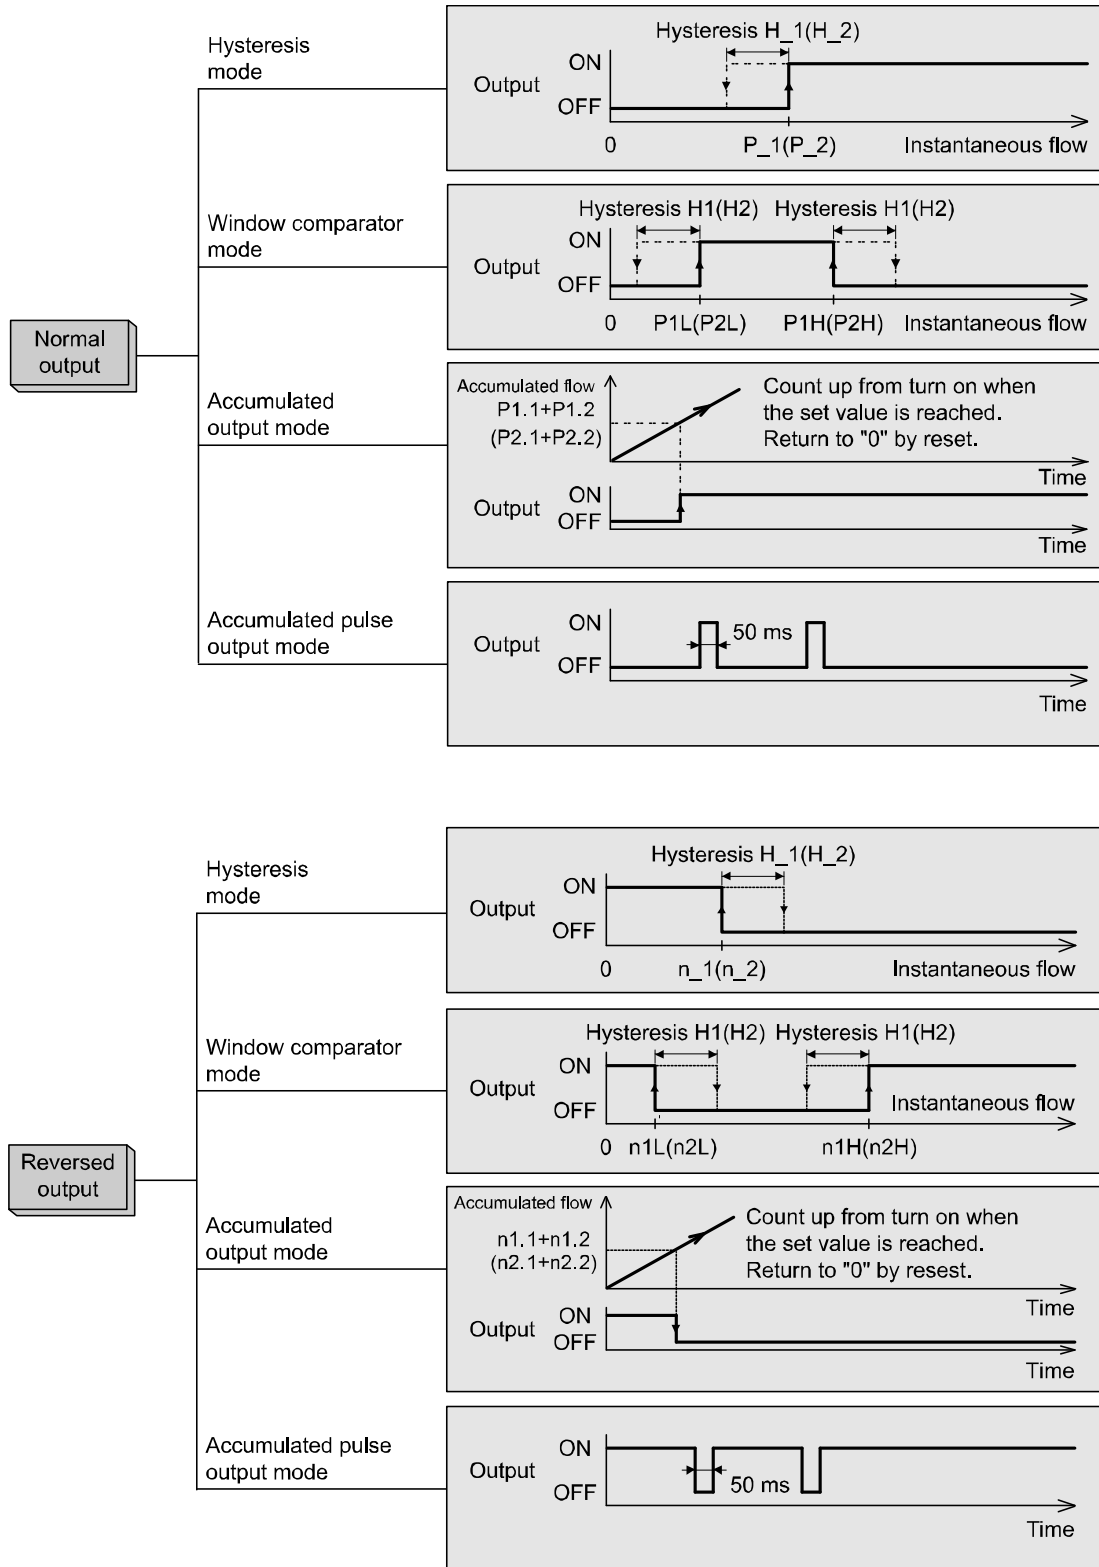 Normal
output
Hysteresis
mode
Hysteresis H_1(H_2)
ON
Output
OFF
0
P_1(P_2)
Instantaneous flow
Window comparator
mode
Hysteresis H1(H2)
Hysteresis H1(H2)
ON
Output
OFF
0
P1L(P2L)
P1H(P2H)
Instantaneous flow
Accumulated
output mode
Accumulated flow
P1.1+P1.2
(P2.1+P2.2)
Count up from turn on when
the set value is reached.
Return to "0" by reset.
Time
ON
Output
OFF
Time
Accumulated pulse
output mode
ON
Output
OFF
50 ms
Time
Reversed
output
Hysteresis
mode
Hysteresis H_1(H_2)
ON
Output
OFF
0
n_1(n_2)
Instantaneous flow
Window comparator
mode
Hysteresis H1(H2)
Hysteresis H1(H2)
ON
Output
OFF
Instantaneous flow
0
n1L(n2L)
n1H(n2H)
Accumulated
output mode
Accumulated flow
n1.1+n1.2
(n2.1+n2.2)
Count up from turn on when
the set value is reached.
Return to "0" by resest.
Time
ON
Output
OFF
Time
Accumulated pulse
output mode
ON
Output
OFF
50 ms
Time